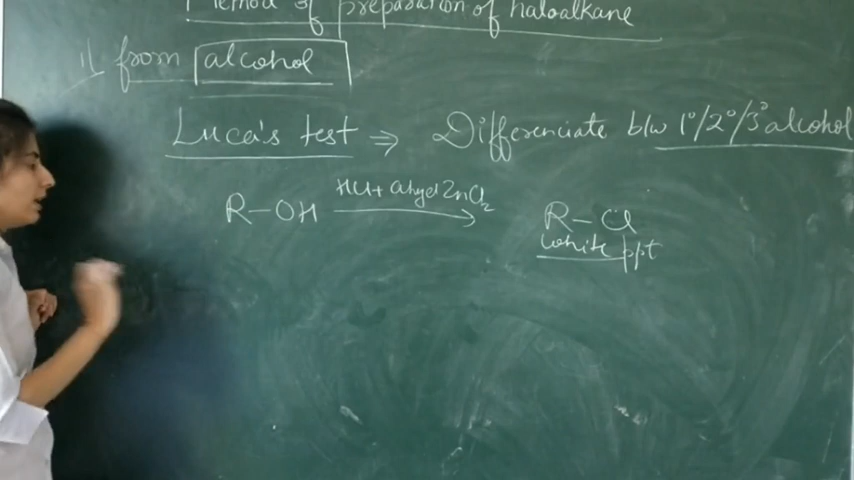 Method of preparation of haloalkane
1) from alcohol
Luca's test ⇒ Differenciate b/w 1°/2°/3° alcohol
R-OH HCl + anhyd ZnCl2 → R-Cl
white ppt